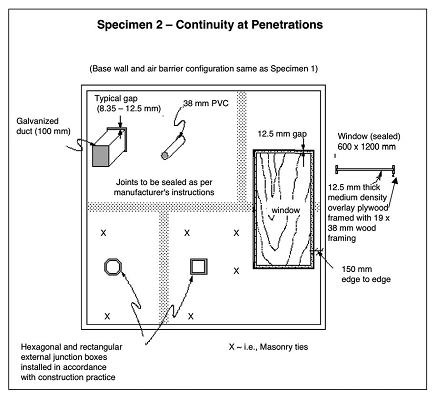 Specimen 2 – Continuity at Penetrations
(Base wall and air barrier configuration same as Specimen 1)
Typical gap
(8.35 – 12.5 mm)
38 mm PVC
Galvanized
duct (100 mm)
12.5 mm gap
Window (sealed)
600 x 1200 mm
Joints to be sealed as per
manufacturer's instructions
12.5 mm thick
medium density
overlay plywood
framed with 19 x
38 mm wood
framing
window
X
X
X
X
X
X
150 mm
edge to edge
Hexagonal and rectangular
external junction boxes
installed in accordance
with construction practice
X ~ i.e., Masonry ties